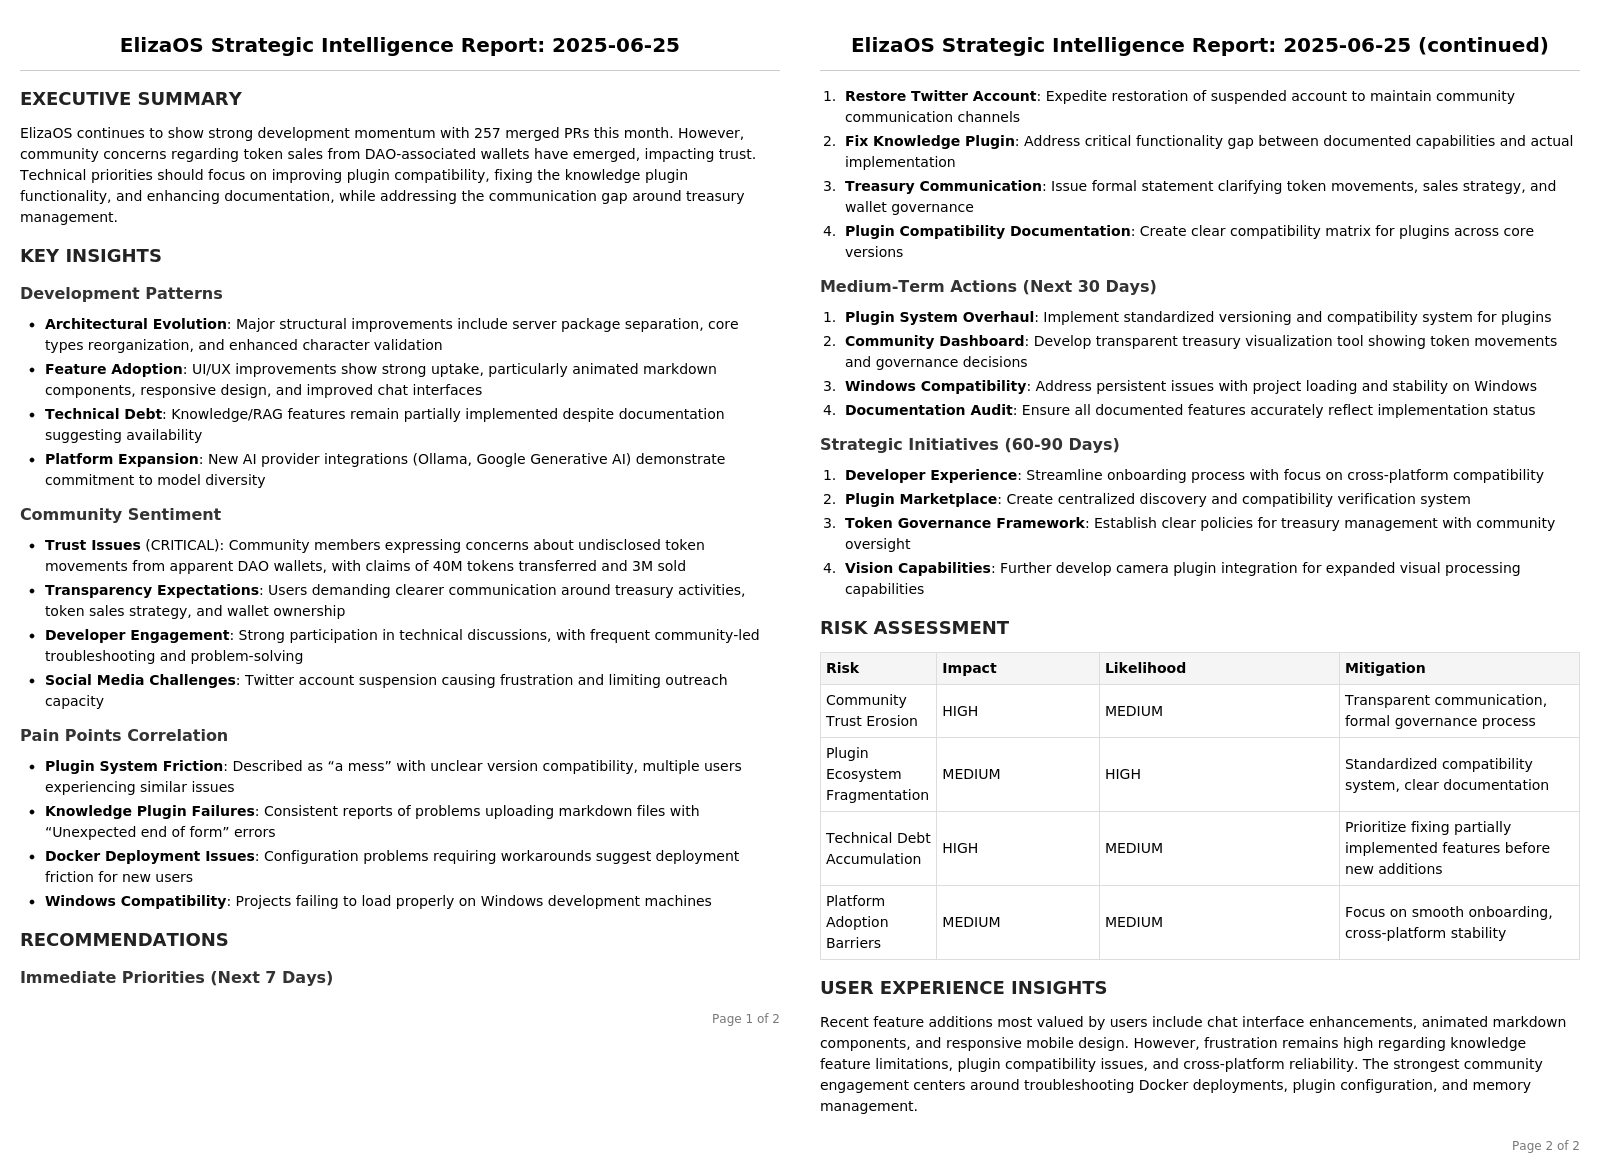 ElizaOS Strategic Intelligence Report: 2025-06-25
EXECUTIVE SUMMARY
ElizaOS continues to show strong development momentum with 257 merged PRs this month. However,
community concerns regarding token sales from DAO-associated wallets have emerged, impacting trust.
Technical priorities should focus on improving plugin compatibility, fixing the knowledge plugin
functionality, and enhancing documentation, while addressing the communication gap around treasury
management.
KEY INSIGHTS
Development Patterns
• Architectural Evolution: Major structural improvements include server package separation, core
types reorganization, and enhanced character validation
• Feature Adoption: UI/UX improvements show strong uptake, particularly animated markdown
components, responsive design, and improved chat interfaces
• Technical Debt: Knowledge/RAG features remain partially implemented despite documentation
suggesting availability
• Platform Expansion: New AI provider integrations (Ollama, Google Generative AI) demonstrate
commitment to model diversity
Community Sentiment
• Trust Issues (CRITICAL): Community members expressing concerns about undisclosed token
movements from apparent DAO wallets, with claims of 40M tokens transferred and 3M sold
• Transparency Expectations: Users demanding clearer communication around treasury activities,
token sales strategy, and wallet ownership
• Developer Engagement: Strong participation in technical discussions, with frequent community-led
troubleshooting and problem-solving
• Social Media Challenges: Twitter account suspension causing frustration and limiting outreach
capacity
Pain Points Correlation
• Plugin System Friction: Described as “a mess” with unclear version compatibility, multiple users
experiencing similar issues
• Knowledge Plugin Failures: Consistent reports of problems uploading markdown files with
“Unexpected end of form” errors
• Docker Deployment Issues: Configuration problems requiring workarounds suggest deployment
friction for new users
• Windows Compatibility: Projects failing to load properly on Windows development machines
RECOMMENDATIONS
Immediate Priorities (Next 7 Days)
Page 1 of 2
ElizaOS Strategic Intelligence Report: 2025-06-25 (continued)
1. Restore Twitter Account: Expedite restoration of suspended account to maintain community
communication channels
2. Fix Knowledge Plugin: Address critical functionality gap between documented capabilities and actual
implementation
3. Treasury Communication: Issue formal statement clarifying token movements, sales strategy, and
wallet governance
4. Plugin Compatibility Documentation: Create clear compatibility matrix for plugins across core
versions
Medium-Term Actions (Next 30 Days)
1. Plugin System Overhaul: Implement standardized versioning and compatibility system for plugins
2. Community Dashboard: Develop transparent treasury visualization tool showing token movements
and governance decisions
3. Windows Compatibility: Address persistent issues with project loading and stability on Windows
4. Documentation Audit: Ensure all documented features accurately reflect implementation status
Strategic Initiatives (60-90 Days)
1. Developer Experience: Streamline onboarding process with focus on cross-platform compatibility
2. Plugin Marketplace: Create centralized discovery and compatibility verification system
3. Token Governance Framework: Establish clear policies for treasury management with community
oversight
4. Vision Capabilities: Further develop camera plugin integration for expanded visual processing
capabilities
RISK ASSESSMENT
Risk Impact Likelihood Mitigation
Community
Trust Erosion
HIGH
MEDIUM
Transparent communication,
formal governance process
Plugin
Ecosystem
Fragmentation
MEDIUM
HIGH
Standardized compatibility
system, clear documentation
Technical Debt
Accumulation
HIGH
MEDIUM
Prioritize fixing partially
implemented features before
new additions
Platform
Adoption
Barriers
MEDIUM
MEDIUM
Focus on smooth onboarding,
cross-platform stability
USER EXPERIENCE INSIGHTS
Recent feature additions most valued by users include chat interface enhancements, animated markdown
components, and responsive mobile design. However, frustration remains high regarding knowledge
feature limitations, plugin compatibility issues, and cross-platform reliability. The strongest community
engagement centers around troubleshooting Docker deployments, plugin configuration, and memory
management.
Page 2 of 2